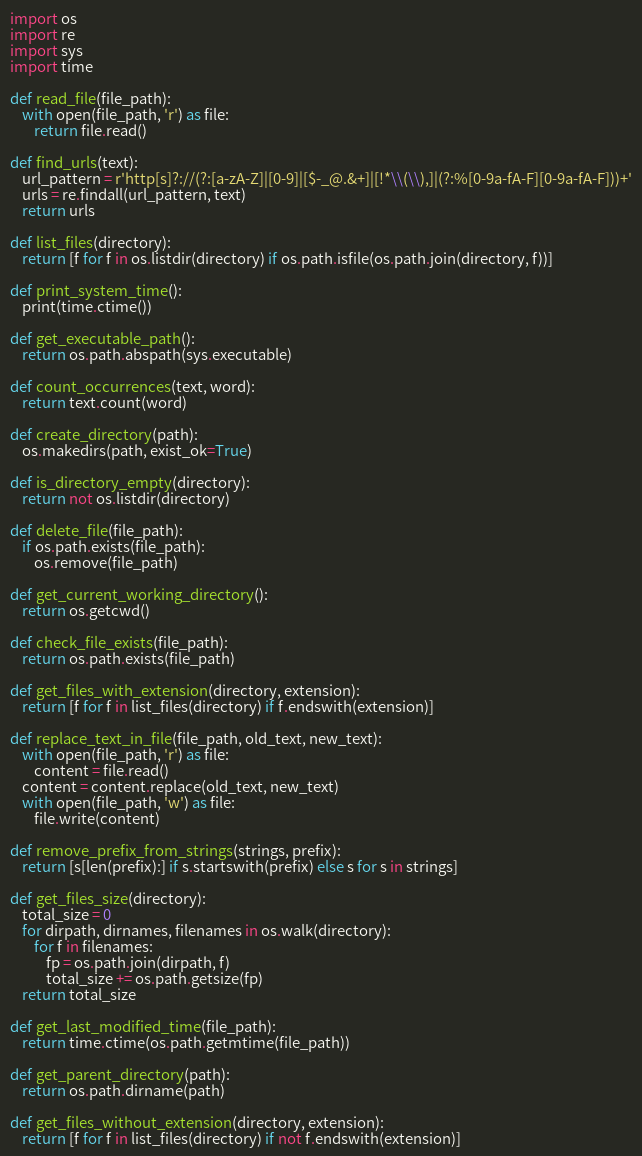 import os
import re
import sys
import time

def read_file(file_path):
    with open(file_path, 'r') as file:
        return file.read()

def find_urls(text):
    url_pattern = r'http[s]?://(?:[a-zA-Z]|[0-9]|[$-_@.&+]|[!*\\(\\),]|(?:%[0-9a-fA-F][0-9a-fA-F]))+'
    urls = re.findall(url_pattern, text)
    return urls

def list_files(directory):
    return [f for f in os.listdir(directory) if os.path.isfile(os.path.join(directory, f))]

def print_system_time():
    print(time.ctime())

def get_executable_path():
    return os.path.abspath(sys.executable)

def count_occurrences(text, word):
    return text.count(word)

def create_directory(path):
    os.makedirs(path, exist_ok=True)

def is_directory_empty(directory):
    return not os.listdir(directory)

def delete_file(file_path):
    if os.path.exists(file_path):
        os.remove(file_path)

def get_current_working_directory():
    return os.getcwd()

def check_file_exists(file_path):
    return os.path.exists(file_path)

def get_files_with_extension(directory, extension):
    return [f for f in list_files(directory) if f.endswith(extension)]

def replace_text_in_file(file_path, old_text, new_text):
    with open(file_path, 'r') as file:
        content = file.read()
    content = content.replace(old_text, new_text)
    with open(file_path, 'w') as file:
        file.write(content)

def remove_prefix_from_strings(strings, prefix):
    return [s[len(prefix):] if s.startswith(prefix) else s for s in strings]

def get_files_size(directory):
    total_size = 0
    for dirpath, dirnames, filenames in os.walk(directory):
        for f in filenames:
            fp = os.path.join(dirpath, f)
            total_size += os.path.getsize(fp)
    return total_size

def get_last_modified_time(file_path):
    return time.ctime(os.path.getmtime(file_path))

def get_parent_directory(path):
    return os.path.dirname(path)

def get_files_without_extension(directory, extension):
    return [f for f in list_files(directory) if not f.endswith(extension)]